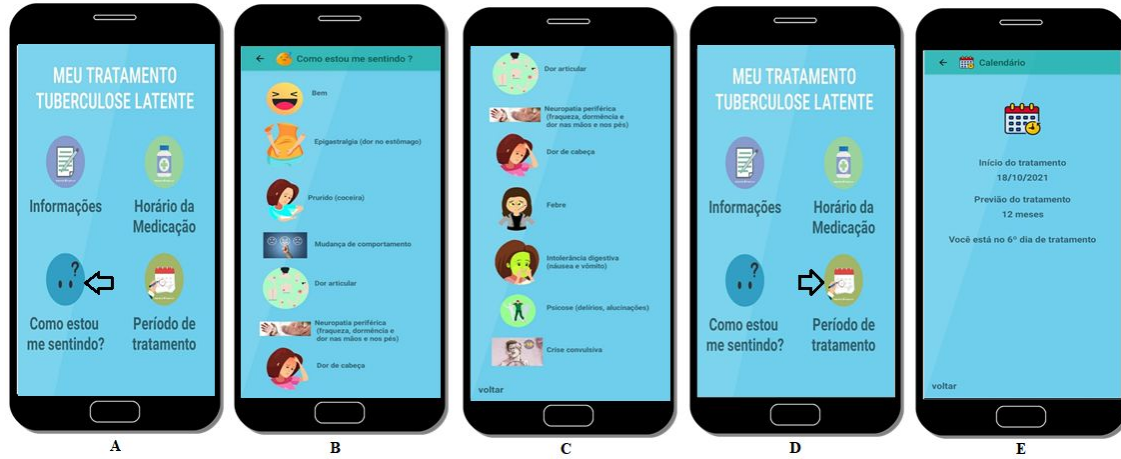 MEU TRATAMENTO
TUBERCULOSE LATENTE
Informações
Horário da
Medicação
?
Como estou
me sentindo?
Período de
tratamento
A
Como estou me sentindo ?
Bem
Epigastralgia (dor no estômago)
Prurido (coceira)
Mudança de comportamento
Dor articular
Neuropatia periférica
(fraqueza, dormência e
dor nas mãos e nos pés)
Dor de cabeça
B
Dor articular
Neuropatia periférica
(fraqueza, dormência e
dor nas mãos e nos pés)
Dor de cabeça
Febre
Intolerância digestiva
(náusea e vômito)
Psicose (delírios, alucinações)
Crise convulsiva
voltar
C
MEU TRATAMENTO
TUBERCULOSE LATENTE
Informações
Horário da
Medicação
?
Como estou
me sentindo?
Período de
tratamento
D
Calendário
Início do tratamento
18/10/2021
Previão do tratamento
12 meses
Você está no 6º dia de tratamento
voltar
E